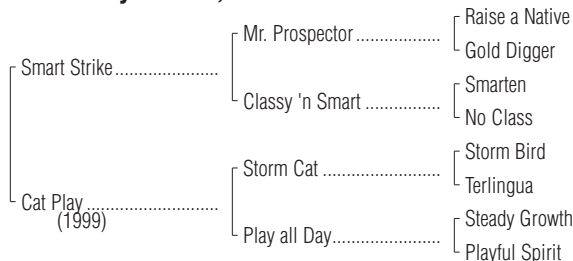 Raise a Native
Mr. Prospector ..................
Gold Digger
Smart Strike......................
Smarten
Classy 'n Smart ................
No Class
Storm Bird
Storm Cat .........................
Terlingua
Cat Play ............................
(1999)
Steady Growth
Play all Day.......................
Playful Spirit